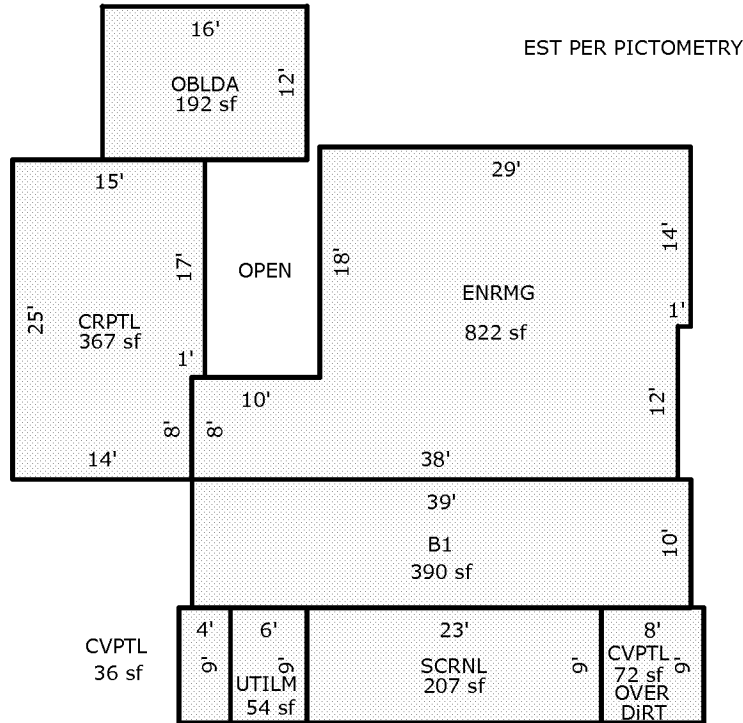 16'
EST PER PICTOMETRY
OBLDA
192 sf
12'
15'
29'
17'
OPEN
18'
14'
25'
CRPTL
367 sf
ENRMG
822 sf
1'
1'
10'
12'
8'
8'
14'
38'
39'
B1
390 sf
10'
CVPTL
36 sf
4'
9'
6'
9'
UTILM
54 sf
23'
SCRNL
207 sf
9'
8'
CVPTL
72 sf
9'
OVER
DiRT